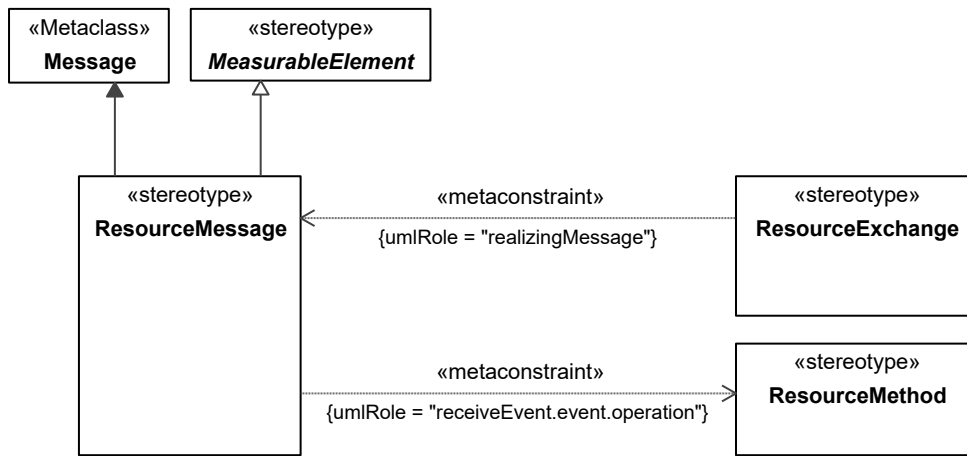 «Metaclass»
Message
«stereotype»
MeasurableElement
«stereotype»
ResourceMessage
«metaconstraint»
{umlRole = "realizingMessage"}
«stereotype»
ResourceExchange
«metaconstraint»
{umlRole = "receiveEvent.event.operation"}
«stereotype»
ResourceMethod